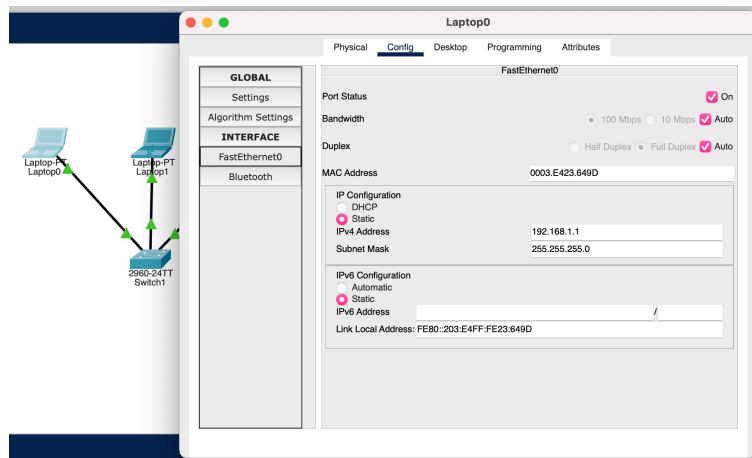 Laptop0
Physical Config Desktop Programming Attributes
GLOBAL
Settings
Algorithm Settings
INTERFACE
FastEthernet0
Bluetooth
FastEthernet0
Port Status On
Bandwidth 100 Mbps 10 Mbps Auto
Duplex Half Duplex Full Duplex Auto
MAC Address 0003.E423.649D
IP Configuration
DHCP
Static
IPv4 Address 192.168.1.1
Subnet Mask 255.255.255.0
IPv6 Configuration
Automatic
Static
IPv6 Address /
Link Local Address: FE80::203:E4FF:FE23:649D
Laptop-PT
Laptop0
Laptop-PT
Laptop1
2960-24TT
Switch1